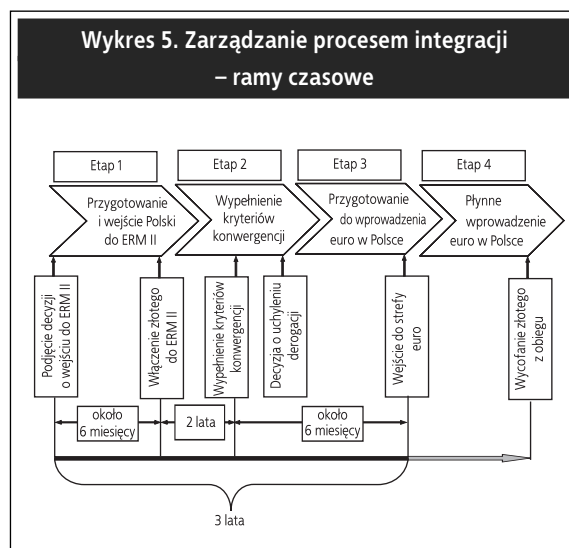 Wykres 5. Zarządzanie procesem integracji
– ramy czasowe
Etap 1
Etap 2
Etap 3
Etap 4
Przygotowanie
i wejście Polski
do ERM II
Wypełnienie
kryteriów
konwergencji
Przygotowanie
do wprowadzenia
euro w Polsce
Płynne
wprowadzenie
euro w Polsce
Podjęcie decyzji
o wejściu do ERM II
Włączenie złotego
do ERM II
Wypełnienie kryteriów
konwergencji
Decyzja o uchyleniu
derogacji
Wejście do strefy
euro
Wycofanie złotego
z obiegu
około
6 miesięcy
2 lata
około
6 miesięcy
3 lata